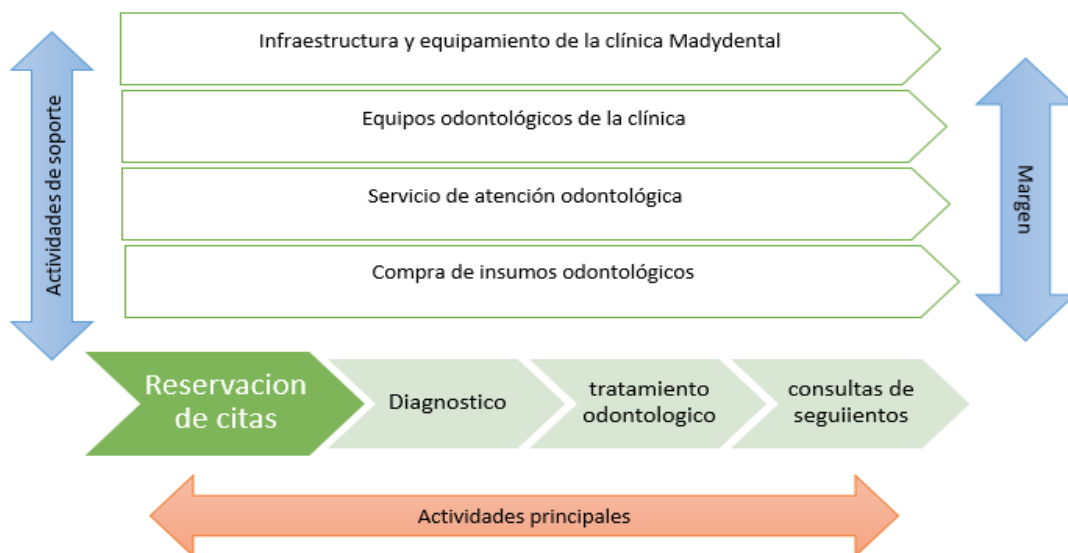 Infraestructura y equipamiento de la clínica Madydental
Equipos odontológicos de la clínica
Servicio de atención odontológica
Compra de insumos odontológicos
Actividades de soporte
Margen
Reservacion
de citas
Diagnostico
tratamiento
odontologico
consultas de
seguiientos
Actividades principales